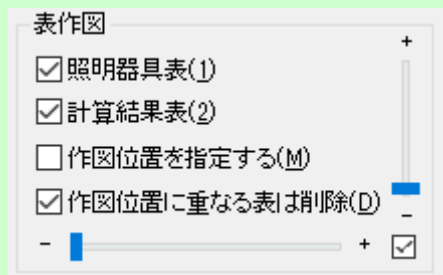 表作図
+
照明器具表(1)
計算結果表(2)
作図位置を指定する(M)
作図位置に重なる表は削除(D)
-
- +